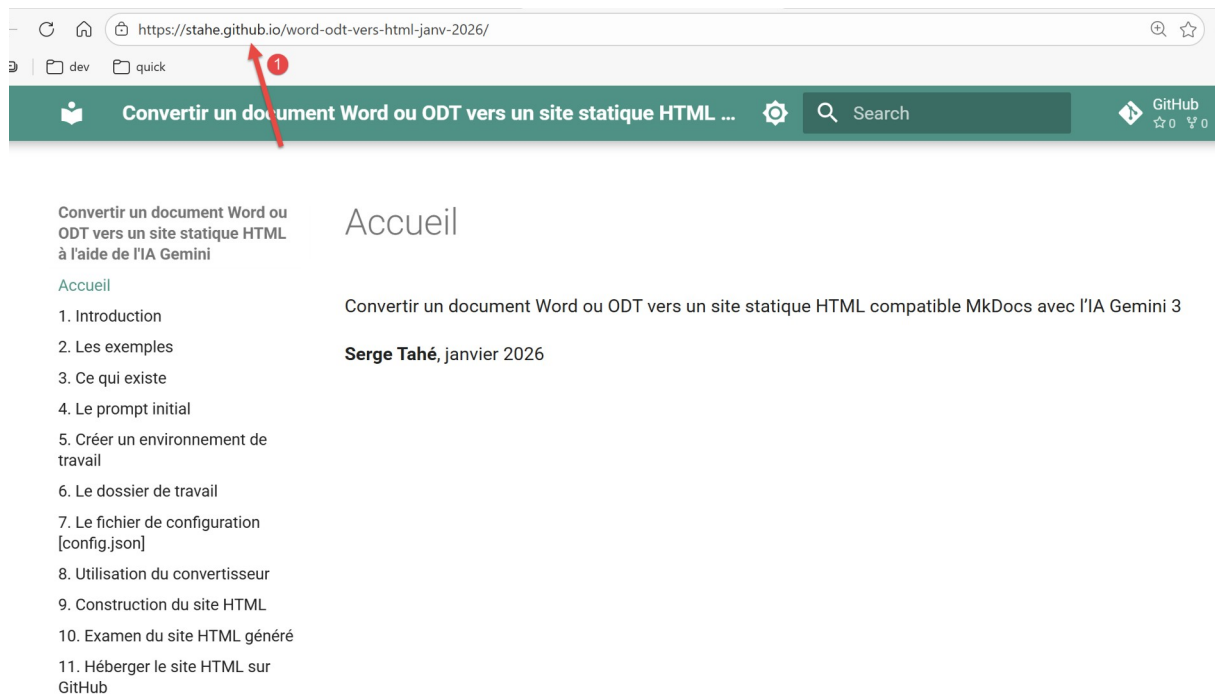 https://stahe.github.io/word-odt-vers-html-janv-2026/
dev quick
1
Convertir un document Word ou ODT vers un site statique HTML ...
Search
GitHub
0 0
Convertir un document Word ou
ODT vers un site statique HTML
à l'aide de l'IA Gemini
Accueil
1. Introduction
2. Les exemples
3. Ce qui existe
4. Le prompt initial
5. Créer un environnement de
travail
6. Le dossier de travail
7. Le fichier de configuration
[config.json]
8. Utilisation du convertisseur
9. Construction du site HTML
10. Examen du site HTML généré
11. Héberger le site HTML sur
GitHub
Accueil
Convertir un document Word ou ODT vers un site statique HTML compatible MkDocs avec l’IA Gemini 3
Serge Tahé, janvier 2026